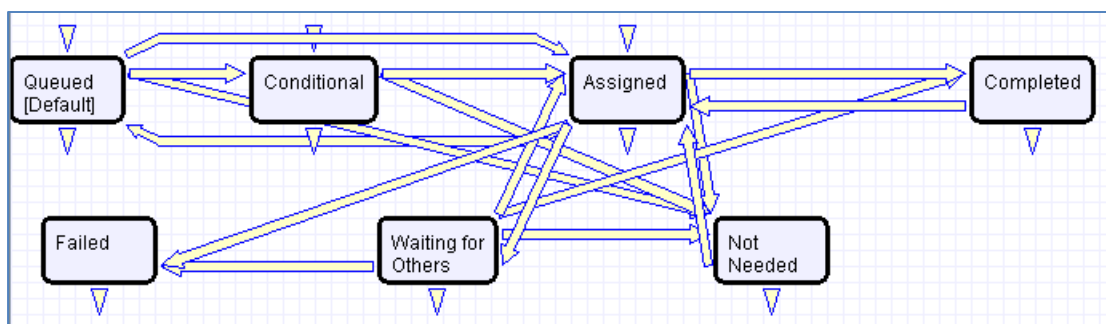 Queued
[Default]
Conditional
Assigned
Completed
Failed
Waiting for
Others
Not
Needed